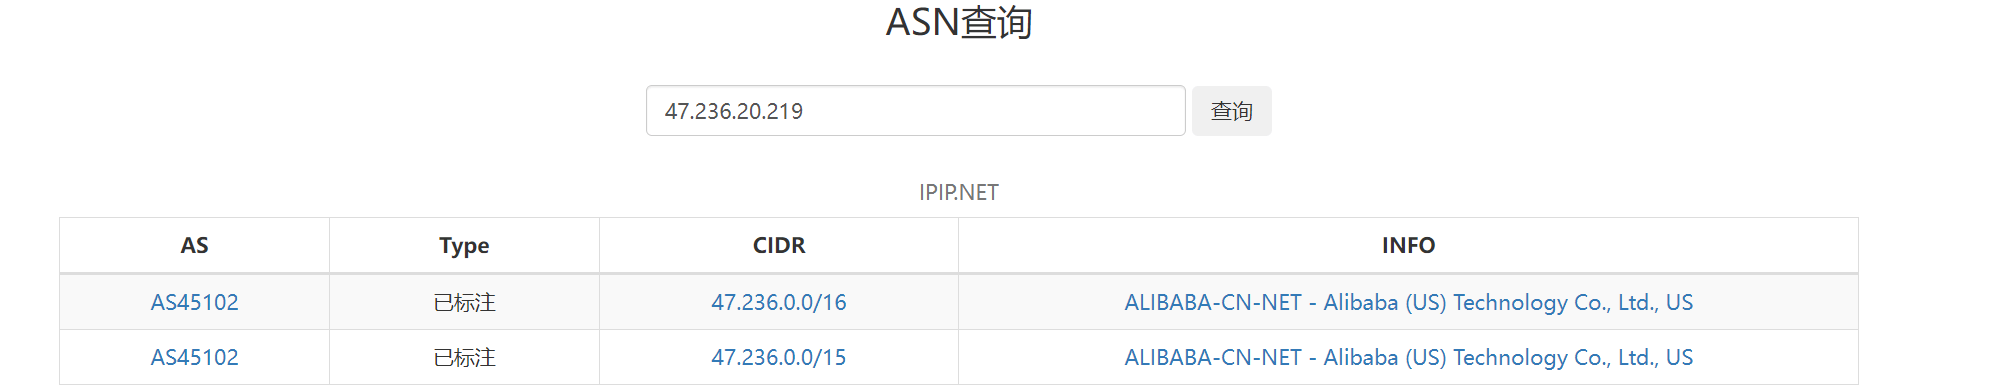 ASN查询
47.236.20.219 查询
IPIP.NET
AS Type CIDR INFO
AS45102 已标注 47.236.0.0/16 ALIBABA-CN-NET - Alibaba (US) Technology Co., Ltd., US
AS45102 已标注 47.236.0.0/15 ALIBABA-CN-NET - Alibaba (US) Technology Co., Ltd., US